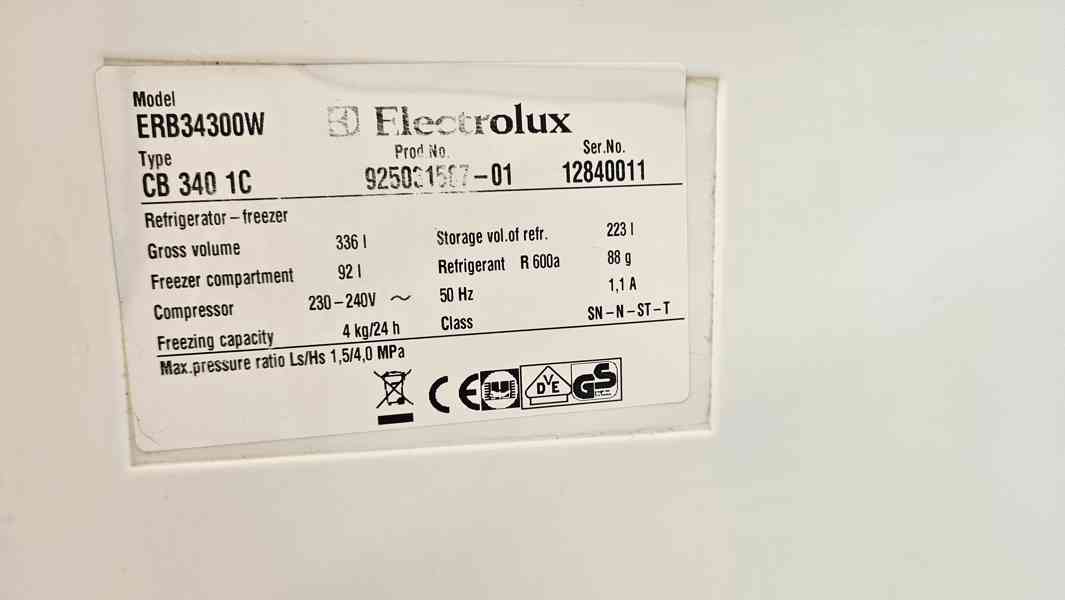 Model
ERB34300W
Electrolux
Type
Prod.No.
Ser.No.
CB 340 1C
12840011
Refrigerator–freezer
Gross volume 336 l
Storage vol.of refr. 223 l
Freezer compartment 92 l
Refrigerant R 600a 88 g
Compressor 230–240V ~
50 Hz 1,1 A
Freezing capacity 4 kg/24 h
Class SN–N–ST–T
Max.pressure ratio Ls/Hs 1,5/4,0 MPa
CE
DVE
GS